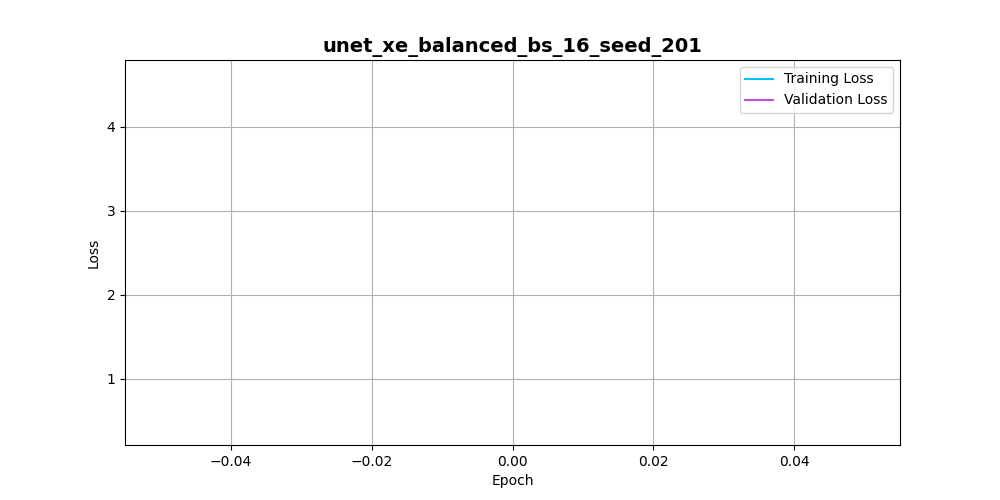 unet_xe_balanced_bs_16_seed_201
Training Loss
Validation Loss
4
3
2
1
Loss
−0.04
−0.02
0.00
0.02
0.04
Epoch